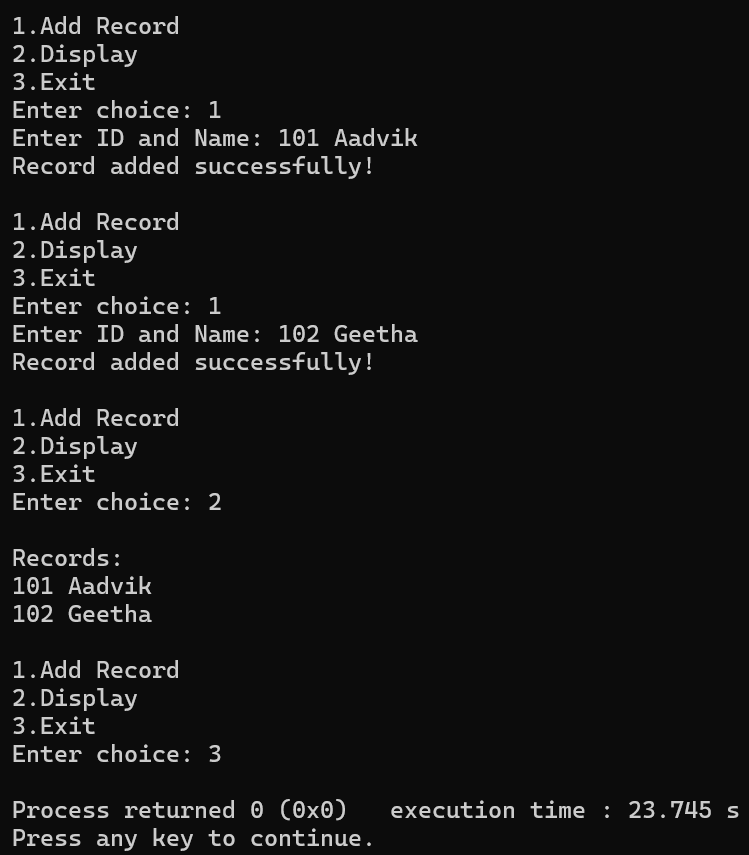 1.Add Record
2.Display
3.Exit
Enter choice: 1
Enter ID and Name: 101 Aadvik
Record added successfully!
1.Add Record
2.Display
3.Exit
Enter choice: 1
Enter ID and Name: 102 Geetha
Record added successfully!
1.Add Record
2.Display
3.Exit
Enter choice: 2
Records:
101 Aadvik
102 Geetha
1.Add Record
2.Display
3.Exit
Enter choice: 3
Process returned 0 (0x0)   execution time : 23.745 s
Press any key to continue.